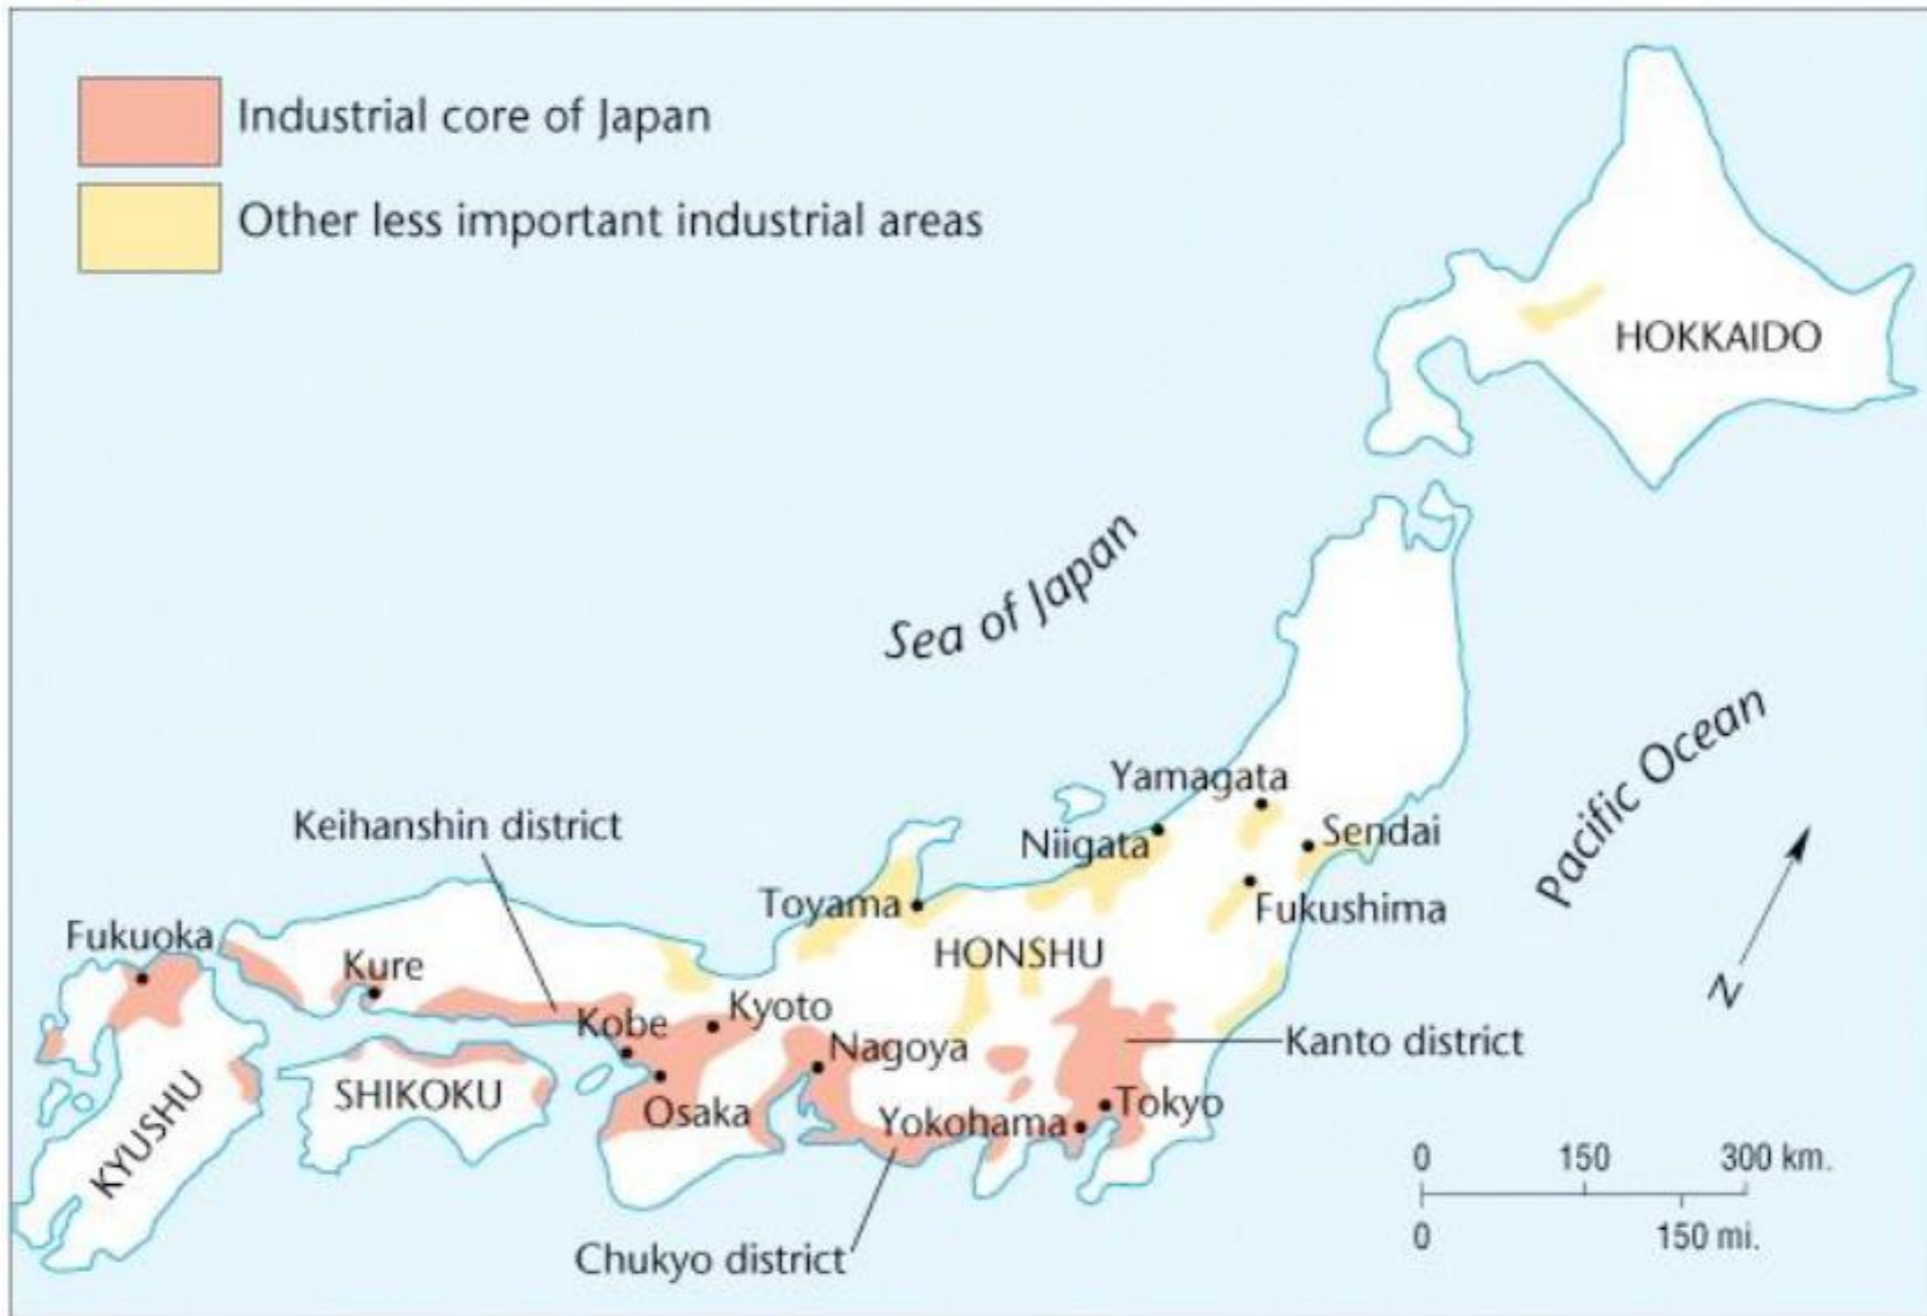 Industrial core of Japan
Other less important industrial areas
HOKKAIDO
Sea of Japan
Pacific Ocean
Yamagata
Keihanshin district
Niigata
Sendai
Toyama
Fukushima
Fukuoka
HONSHU
Kure
N
Kyoto
Kobe
Nagoya
Kanto district
SHIKOKU
KYUSHU
Osaka
Yokohama
Tokyo
0 150 300 km.
0 150 mi.
Chukyo district